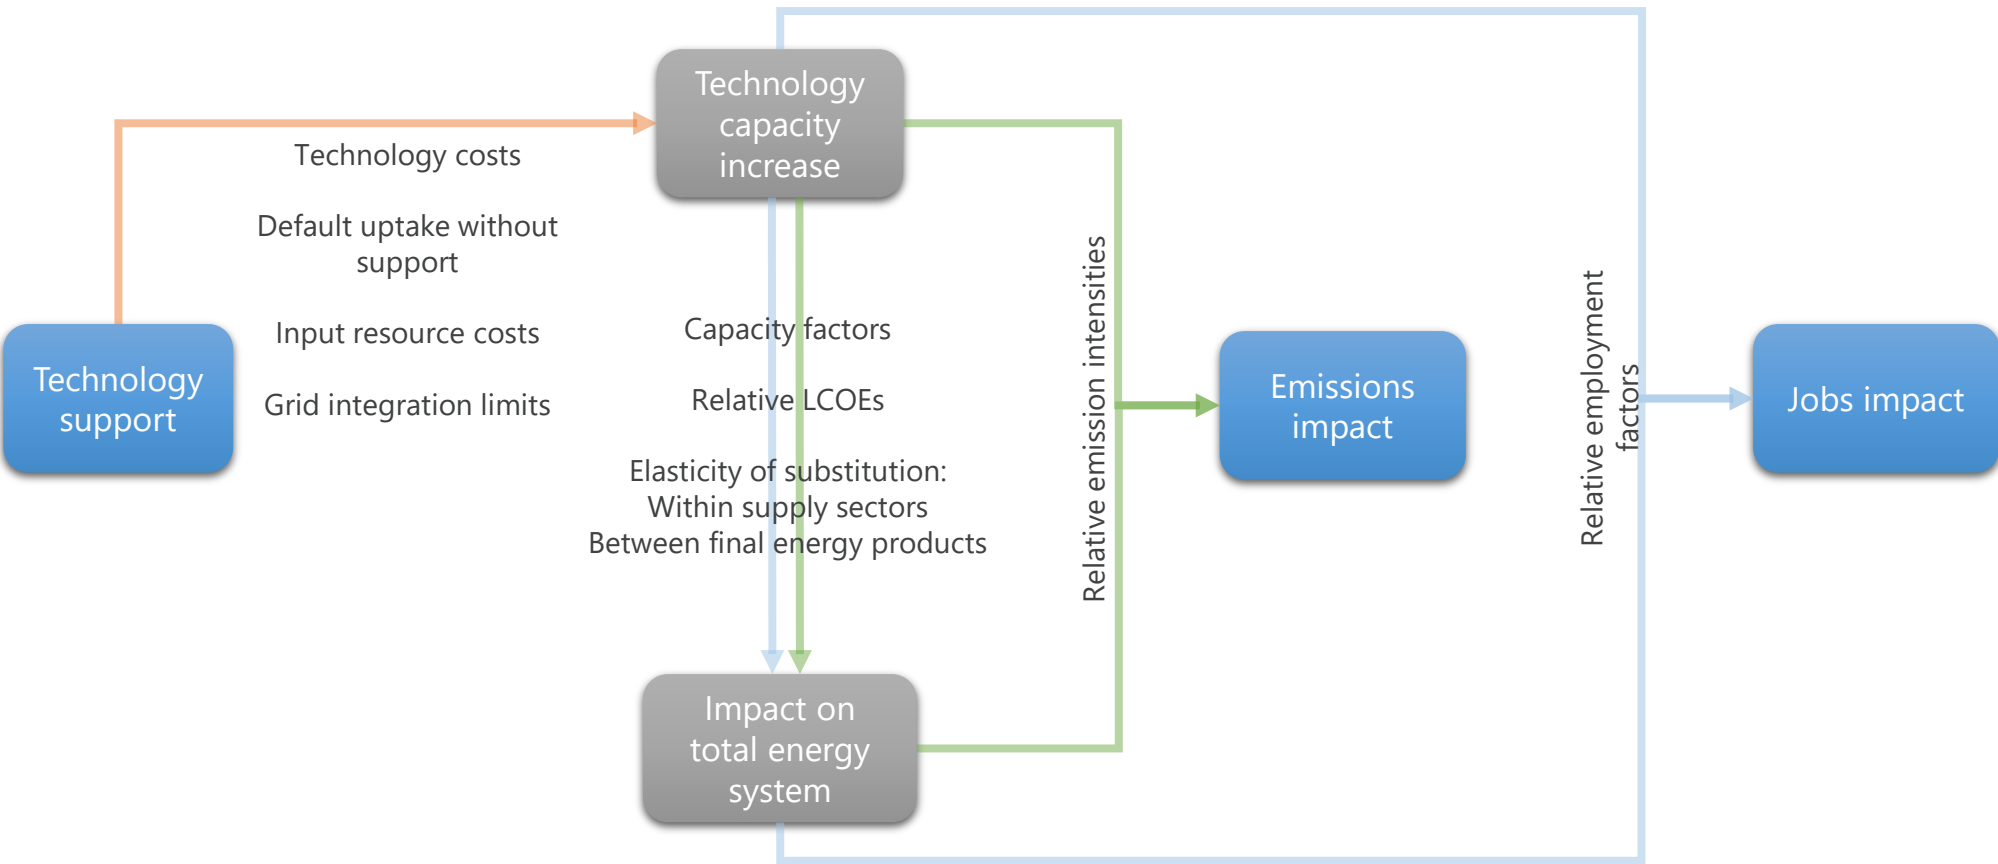 Technology
capacity
increase
Technology costs
Default uptake without
support
Input resource costs
Grid integration limits
Technology
support
Capacity factors
Relative LCOEs
Elasticity of substitution:
Within supply sectors
Between final energy products
Relative emission intensities
Emissions
impact
Relative employment
factors
Jobs impact
Impact on
total energy
system